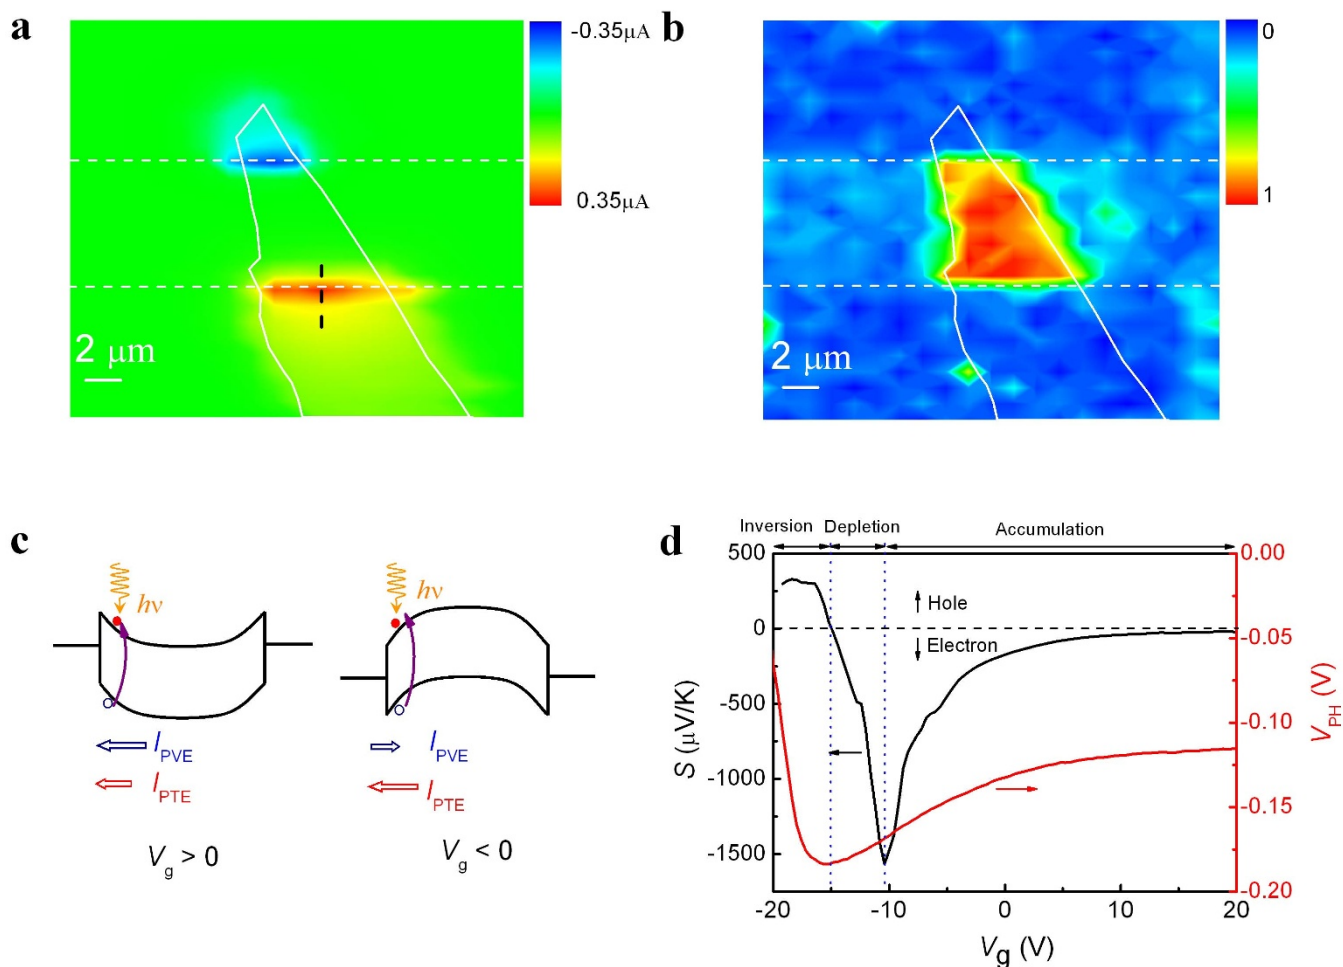 a
-0.35μA
0.35μA
2 μm
b
0
1
2 μm
c
hν
hν
I_PVE
I_PTE
I_PVE
I_PTE
V_g > 0
V_g < 0
d
Inversion Depletion Accumulation
500
0
-500
-1000
-1500
S (μV/K)
Hole
Electron
0.00
-0.05
-0.10
-0.15
-0.20
V_PH (V)
-20 -10 0 10 20
V_g (V)